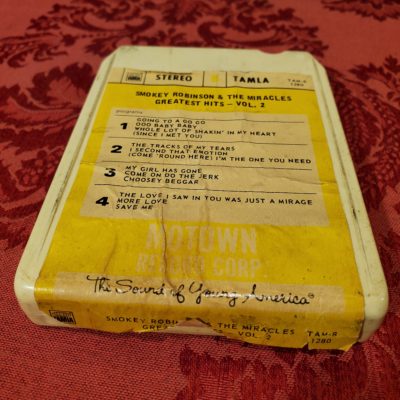 STEREO TAMLA TAM-8
1280
SMOKEY ROBINSON & THE MIRACLES
GREATEST HITS - VOL. 2
programs
1 GOING TO A GO GO
OOO BABY BABY
WHOLE LOT OF SHAKIN' IN MY HEART
(SINCE I MET YOU)
2 THE TRACKS OF MY TEARS
I SECOND THAT EMOTION
(COME 'ROUND HERE) I'M THE ONE YOU NEED
3 MY GIRL HAS GONE
COME ON DO THE JERK
CHOOSEY BEGGAR
4 THE LOVE I SAW IN YOU WAS JUST A MIRAGE
MORE LOVE
SAVE ME
MOTOWN
RECORD CORP.
The Sound of Young America®
TAMLA SMOKEY ROBIN S & THE MIRACLES TAM-8
GREA S VOL. 2 1280